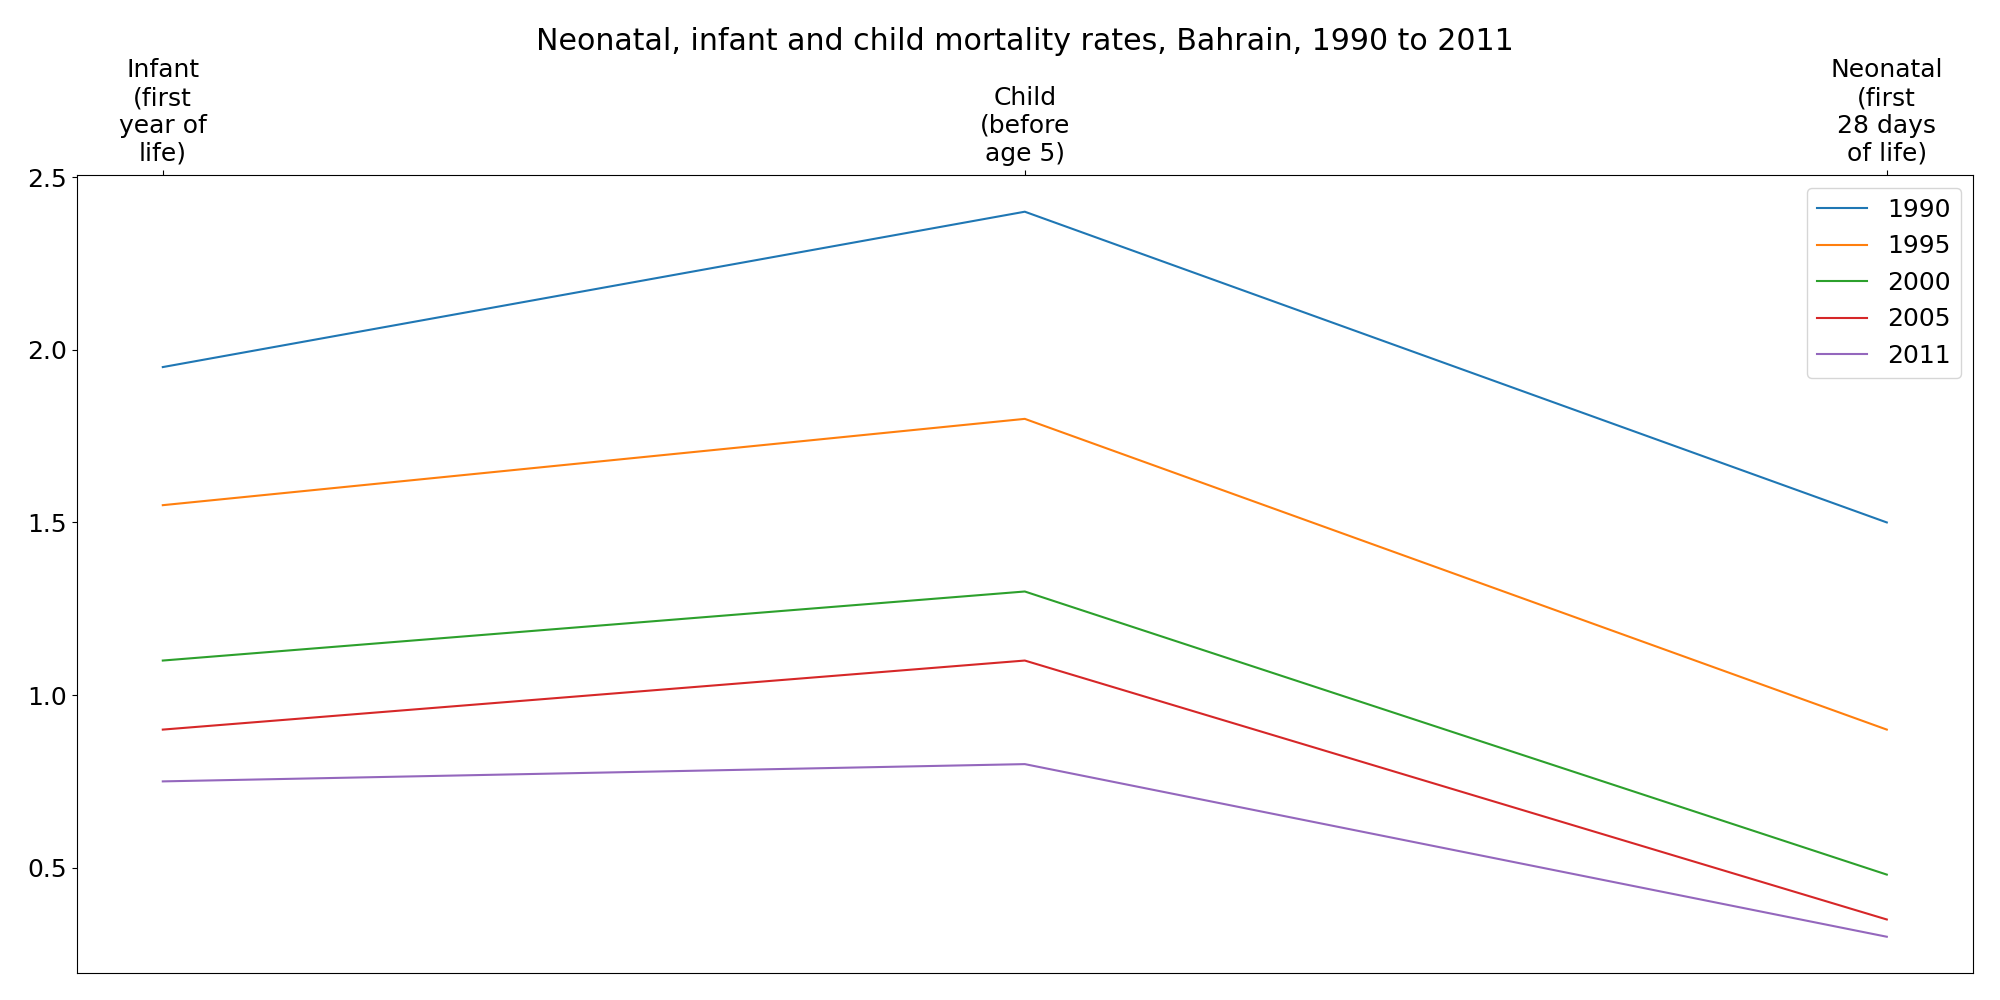 Neonatal, infant and child mortality rates, Bahrain, 1990 to 2011
Infant
(first
year of
life)
Child
(before
age 5)
Neonatal
(first
28 days
of life)
2.5
2.0
1.5
1.0
0.5
1990
1995
2000
2005
2011